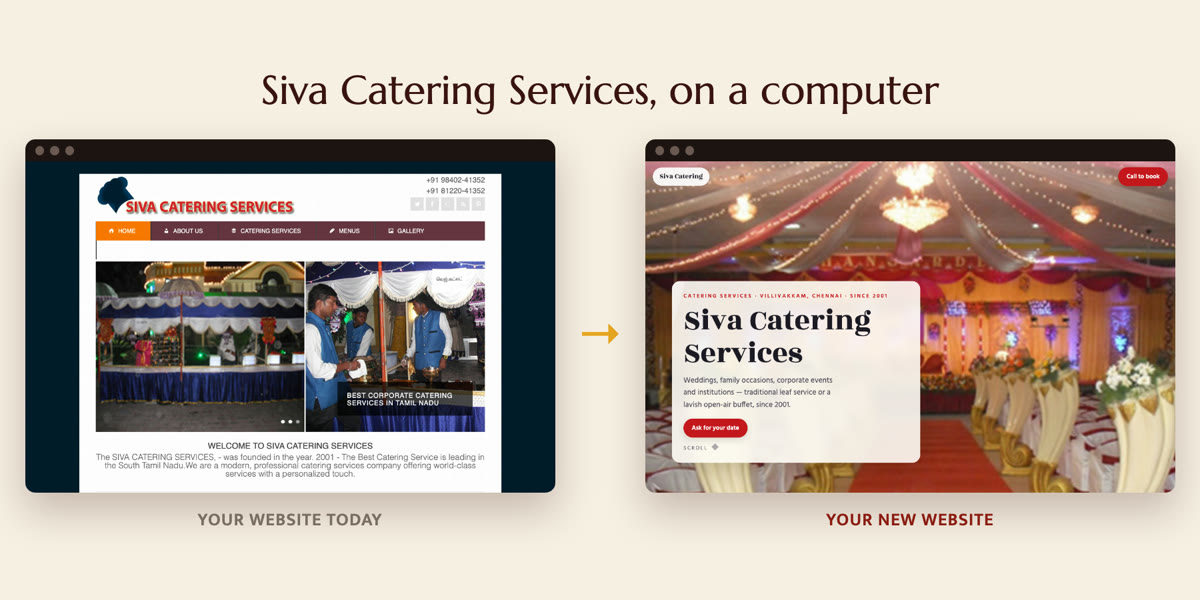 Siva Catering Services, on a computer
+91 98402-41352
+91 81220-41352
SIVA CATERING SERVICES
HOME
ABOUT US
CATERING SERVICES
MENUS
GALLERY
BEST CORPORATE CATERING
SERVICES IN TAMIL NADU
WELCOME TO SIVA CATERING SERVICES
The SIVA CATERING SERVICES, - was founded in the year. 2001 - The Best Catering Service is leading in
the South Tamil Nadu.We are a modern, professional catering services company offering world-class
services with a personalized touch.
YOUR WEBSITE TODAY
Siva Catering
Call to book
CATERING SERVICES · VILLIVAKKAM, CHENNAI · SINCE 2001
Siva Catering
Services
Weddings, family occasions, corporate events
and institutions — traditional leaf service or a
lavish open-air buffet, since 2001.
Ask for your date
SCROLL
YOUR NEW WEBSITE